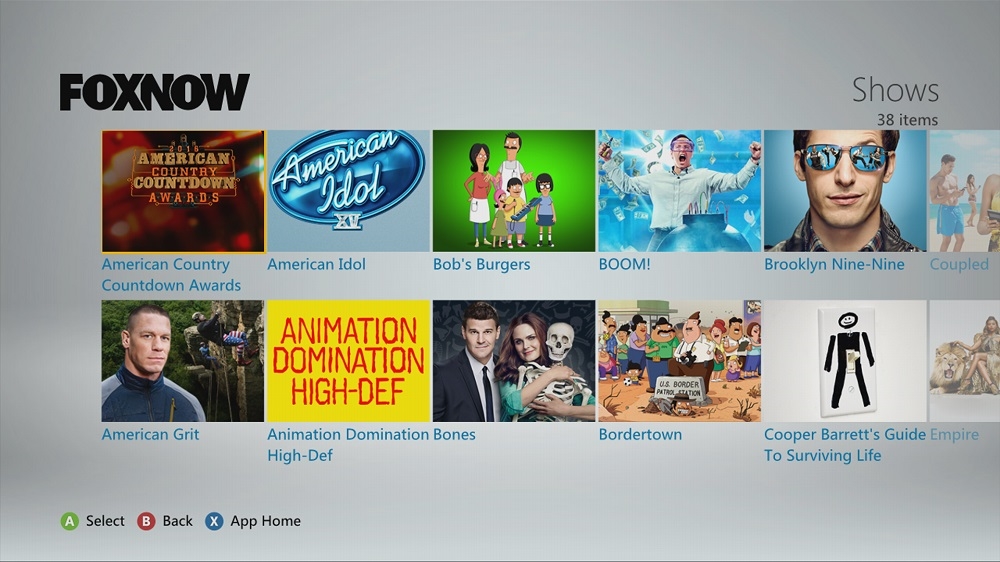 FOXNOW
Shows
38 items
2016
AMERICAN
COUNTRY
COUNTDOWN
AWARDS
American
Idol
XV
American Country
Countdown Awards
American Idol
Bob's Burgers
BOOM!
Brooklyn Nine-Nine
Coupled
ANIMATION
DOMINATION
HIGH-DEF
U.S. BORDER
PATROL STATION
American Grit
Animation Domination
High-Def
Bones
Bordertown
Cooper Barrett's Guide
To Surviving Life
Empire
A Select B Back X App Home